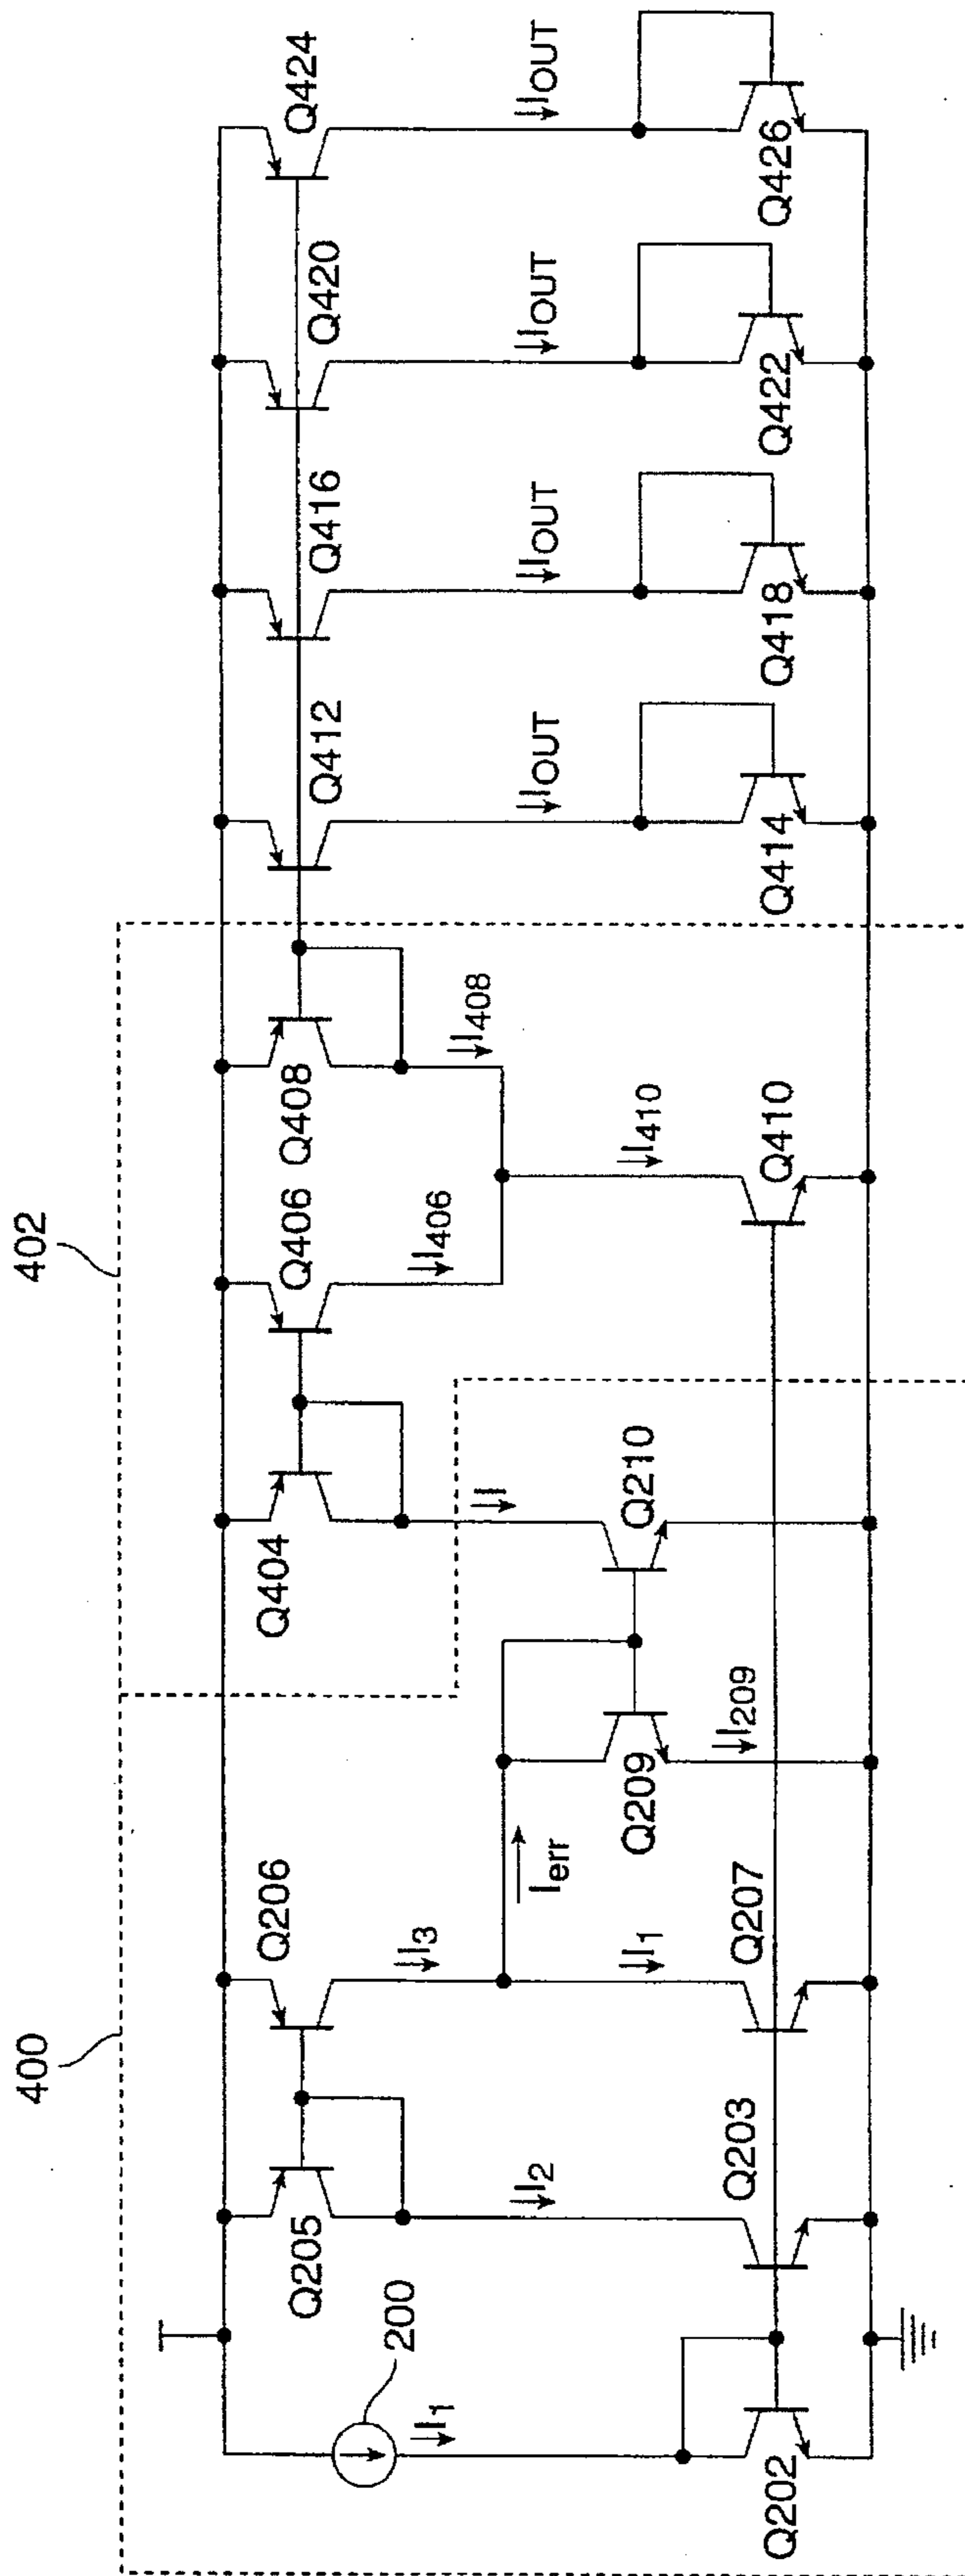 400
402
Q205
Q206
Q404
Q406
Q408
Q412
Q416
Q420
Q424
200
I1
I2
I3
Ierr
I1
I
I406
I408
I410
IOUT
IOUT
IOUT
IOUT
Q202
Q203
Q207
Q209
I209
Q210
Q410
Q414
Q418
Q422
Q426